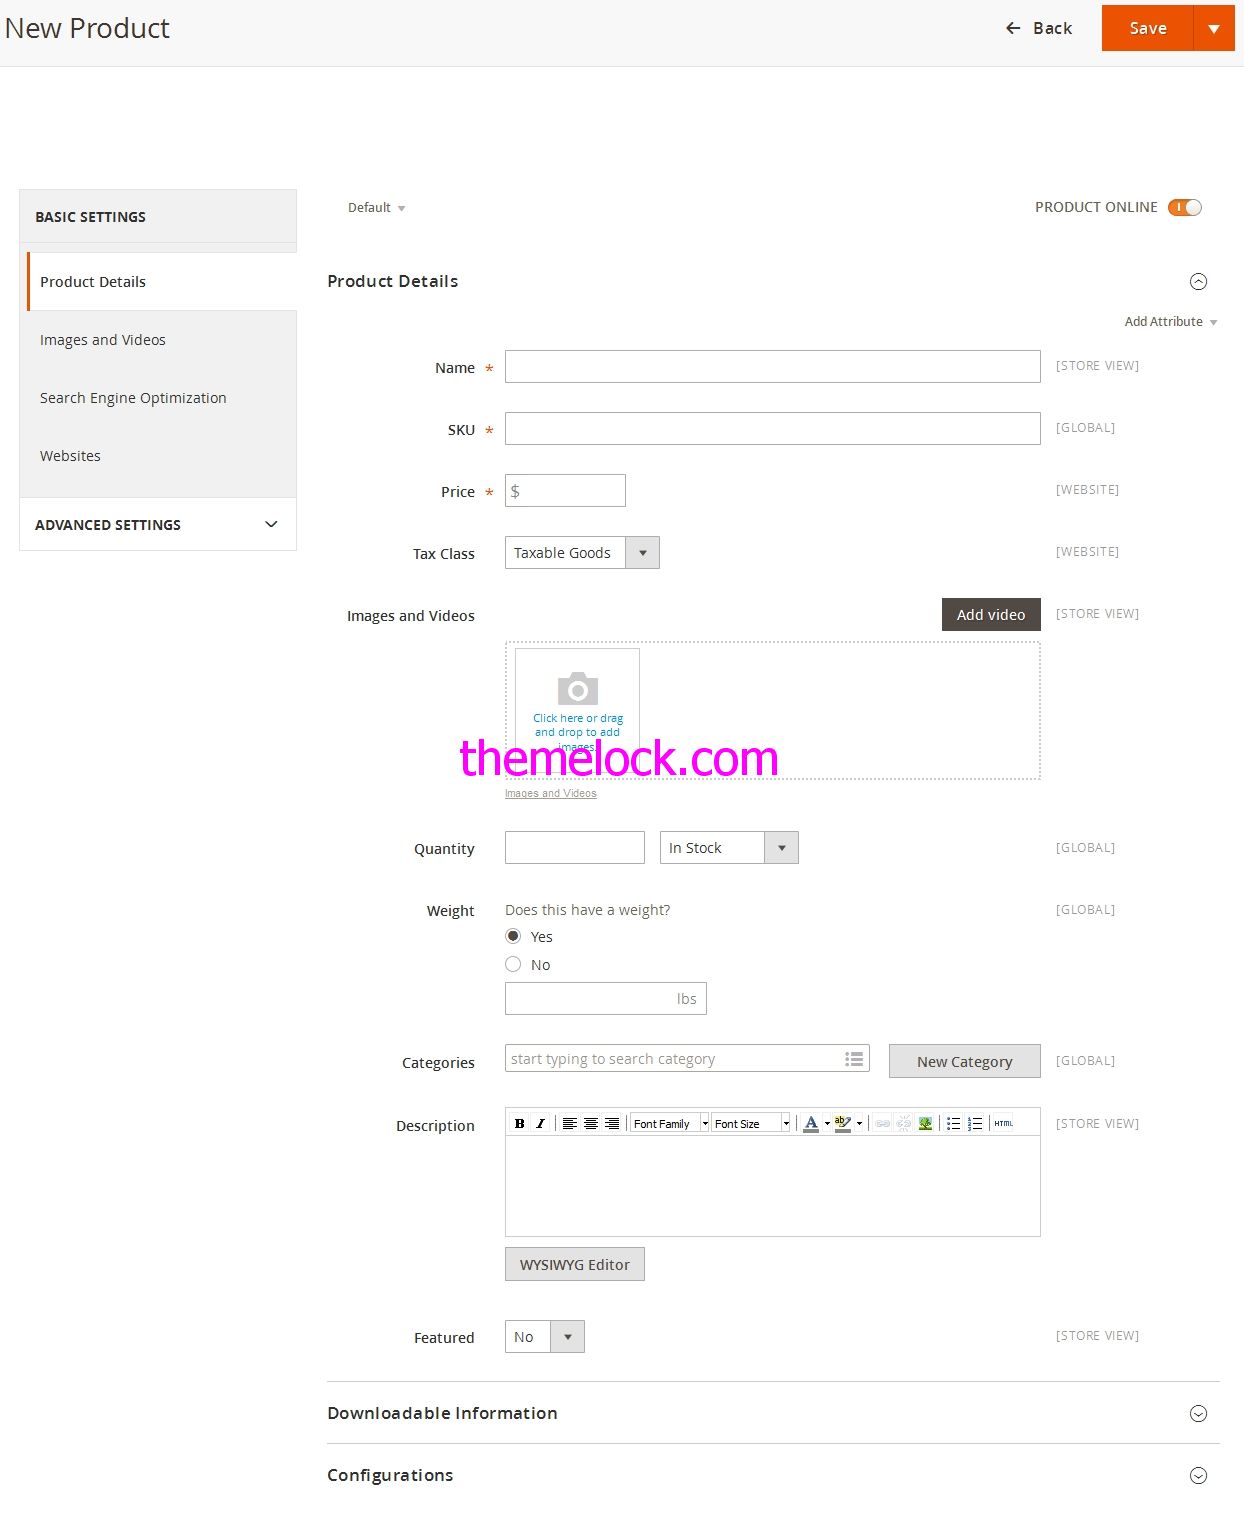 New Product
Back
Save
BASIC SETTINGS
Product Details
Images and Videos
Search Engine Optimization
Websites
ADVANCED SETTINGS
Default
PRODUCT ONLINE
Product Details
Add Attribute
Name *
[STORE VIEW]
SKU *
[GLOBAL]
Price *
$
[WEBSITE]
Tax Class
Taxable Goods
[WEBSITE]
Images and Videos
Add video
[STORE VIEW]
Click here or drag
and drop to add
images.
themelock.com
Images and Videos
Quantity
In Stock
[GLOBAL]
Weight
Does this have a weight?
[GLOBAL]
Yes
No
lbs
Categories
start typing to search category
New Category
[GLOBAL]
Description
B I Font Family Font Size A ab HTML
[STORE VIEW]
WYSIWYG Editor
Featured
No
[STORE VIEW]
Downloadable Information
Configurations